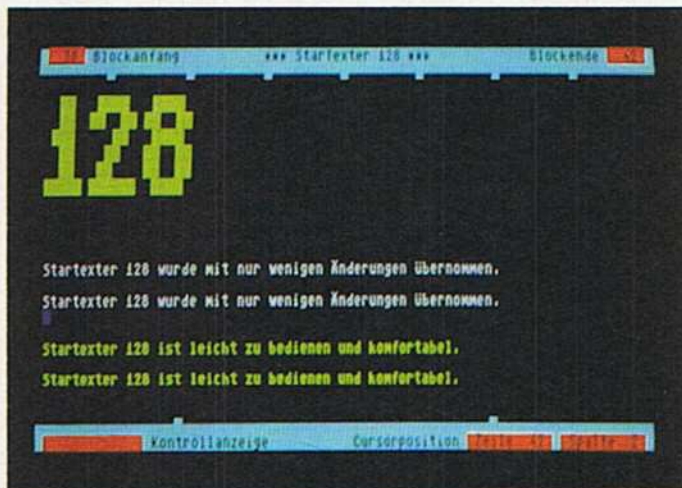 Blockanfang *** Startexter 128 *** Blockende
128
Startexter 128 wurde mit nur wenigen Änderungen übernommen.
Startexter 128 wurde mit nur wenigen Änderungen übernommen.
Startexter 128 ist leicht zu bedienen und komfortabel.
Startexter 128 ist leicht zu bedienen und komfortabel.
Kontrollanzeige Cursorposition Zeile Spalte